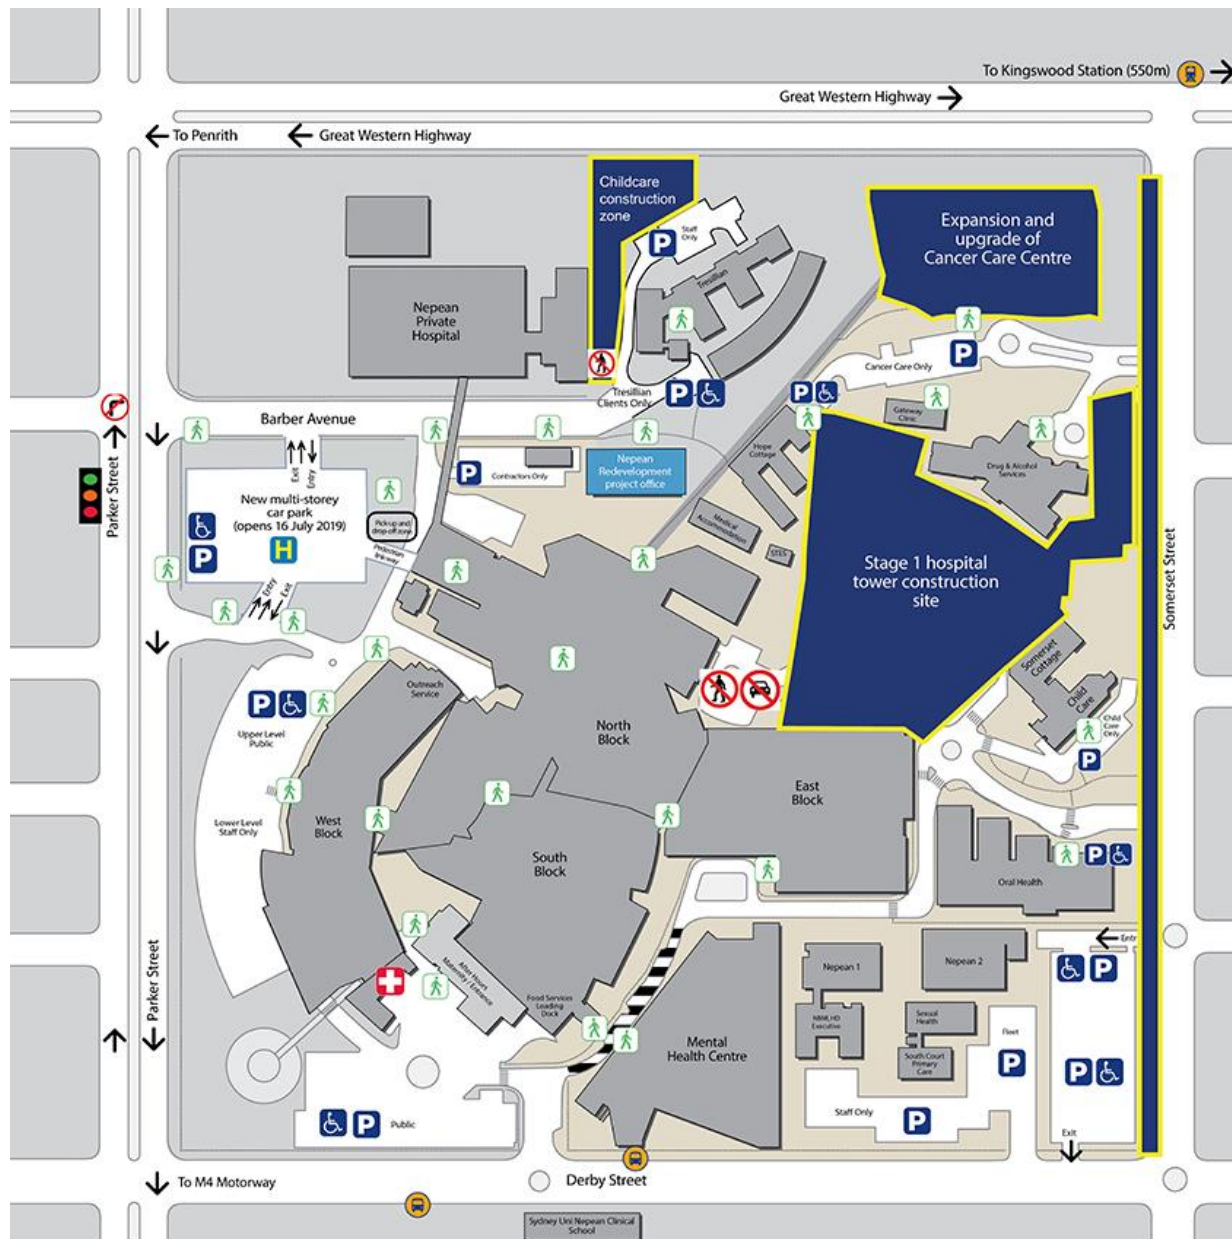 To Kingswood Station (550m)
Great Western Highway
To Penrith
Great Western Highway
Childcare
construction
zone
P
Staff
Only
Expansion and
upgrade of
Cancer Care Centre
Tresillian
Nepean
Private
Hospital
P
Cancer Care Only
Tresillian
Clients Only
P
P
Barber Avenue
Gateway
Clinic
Hope
Cottage
Drug & Alcohol
Services
Parker Street
Exit
Entry
New multi-storey
car park
(opens 16 July 2019)
P
H
Pick up and
drop-off zone
Pedestrian
link-way
Entry
Exit
P
Contractors Only
Nepean
Redevelopment
project office
Medical
Accommodation
STES
Stage 1 hospital
tower construction
site
Somerset Street
Somerset
Cottage
Child
Care
Child
Care
Only
P
Outreach
Service
P
Upper Level
Public
North
Block
East
Block
Lower Level
Staff Only
West
Block
South
Block
P
Oral Health
Entr
P
Parker Street
After Hours
Maternity / Entrance
Food Services
Loading
Dock
Mental
Health Centre
Nepean 1
Nepean 2
NBMLHD
Executive
Sexual
Health
South Court
Primary
Care
Fleet
P
P
Staff Only
P
Exit
P
Public
To M4 Motorway
Derby Street
Sydney Uni Nepean Clinical
School